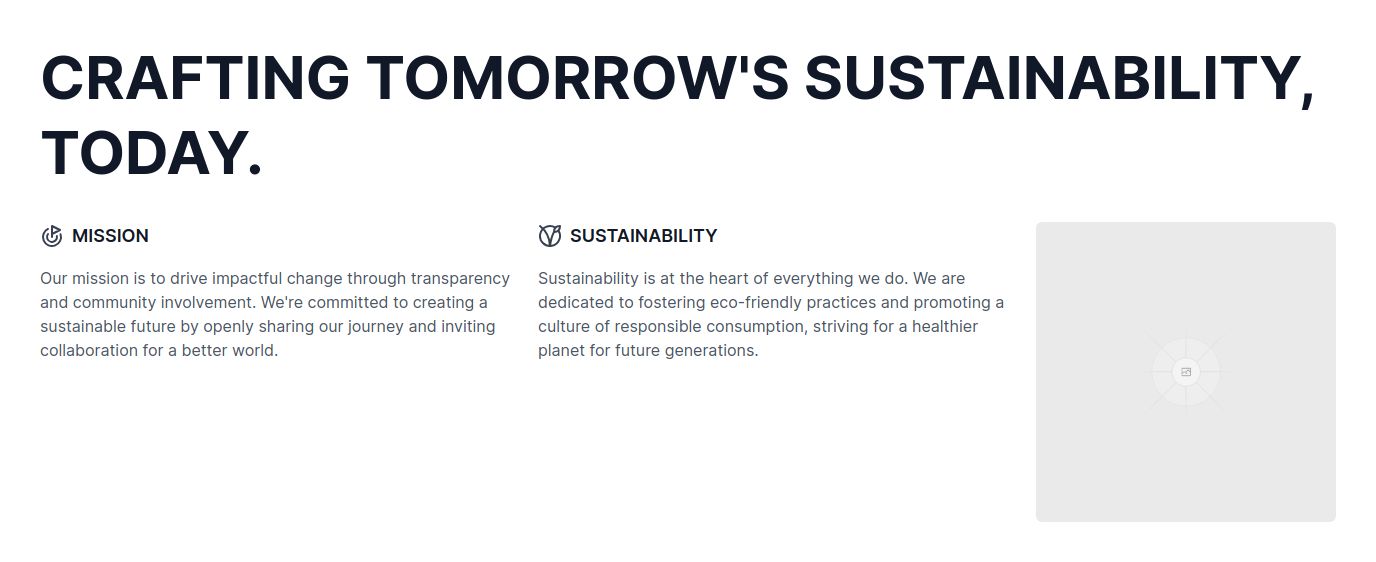 CRAFTING TOMORROW'S SUSTAINABILITY,
TODAY.
MISSION
Our mission is to drive impactful change through transparency
and community involvement. We're committed to creating a
sustainable future by openly sharing our journey and inviting
collaboration for a better world.
SUSTAINABILITY
Sustainability is at the heart of everything we do. We are
dedicated to fostering eco-friendly practices and promoting a
culture of responsible consumption, striving for a healthier
planet for future generations.